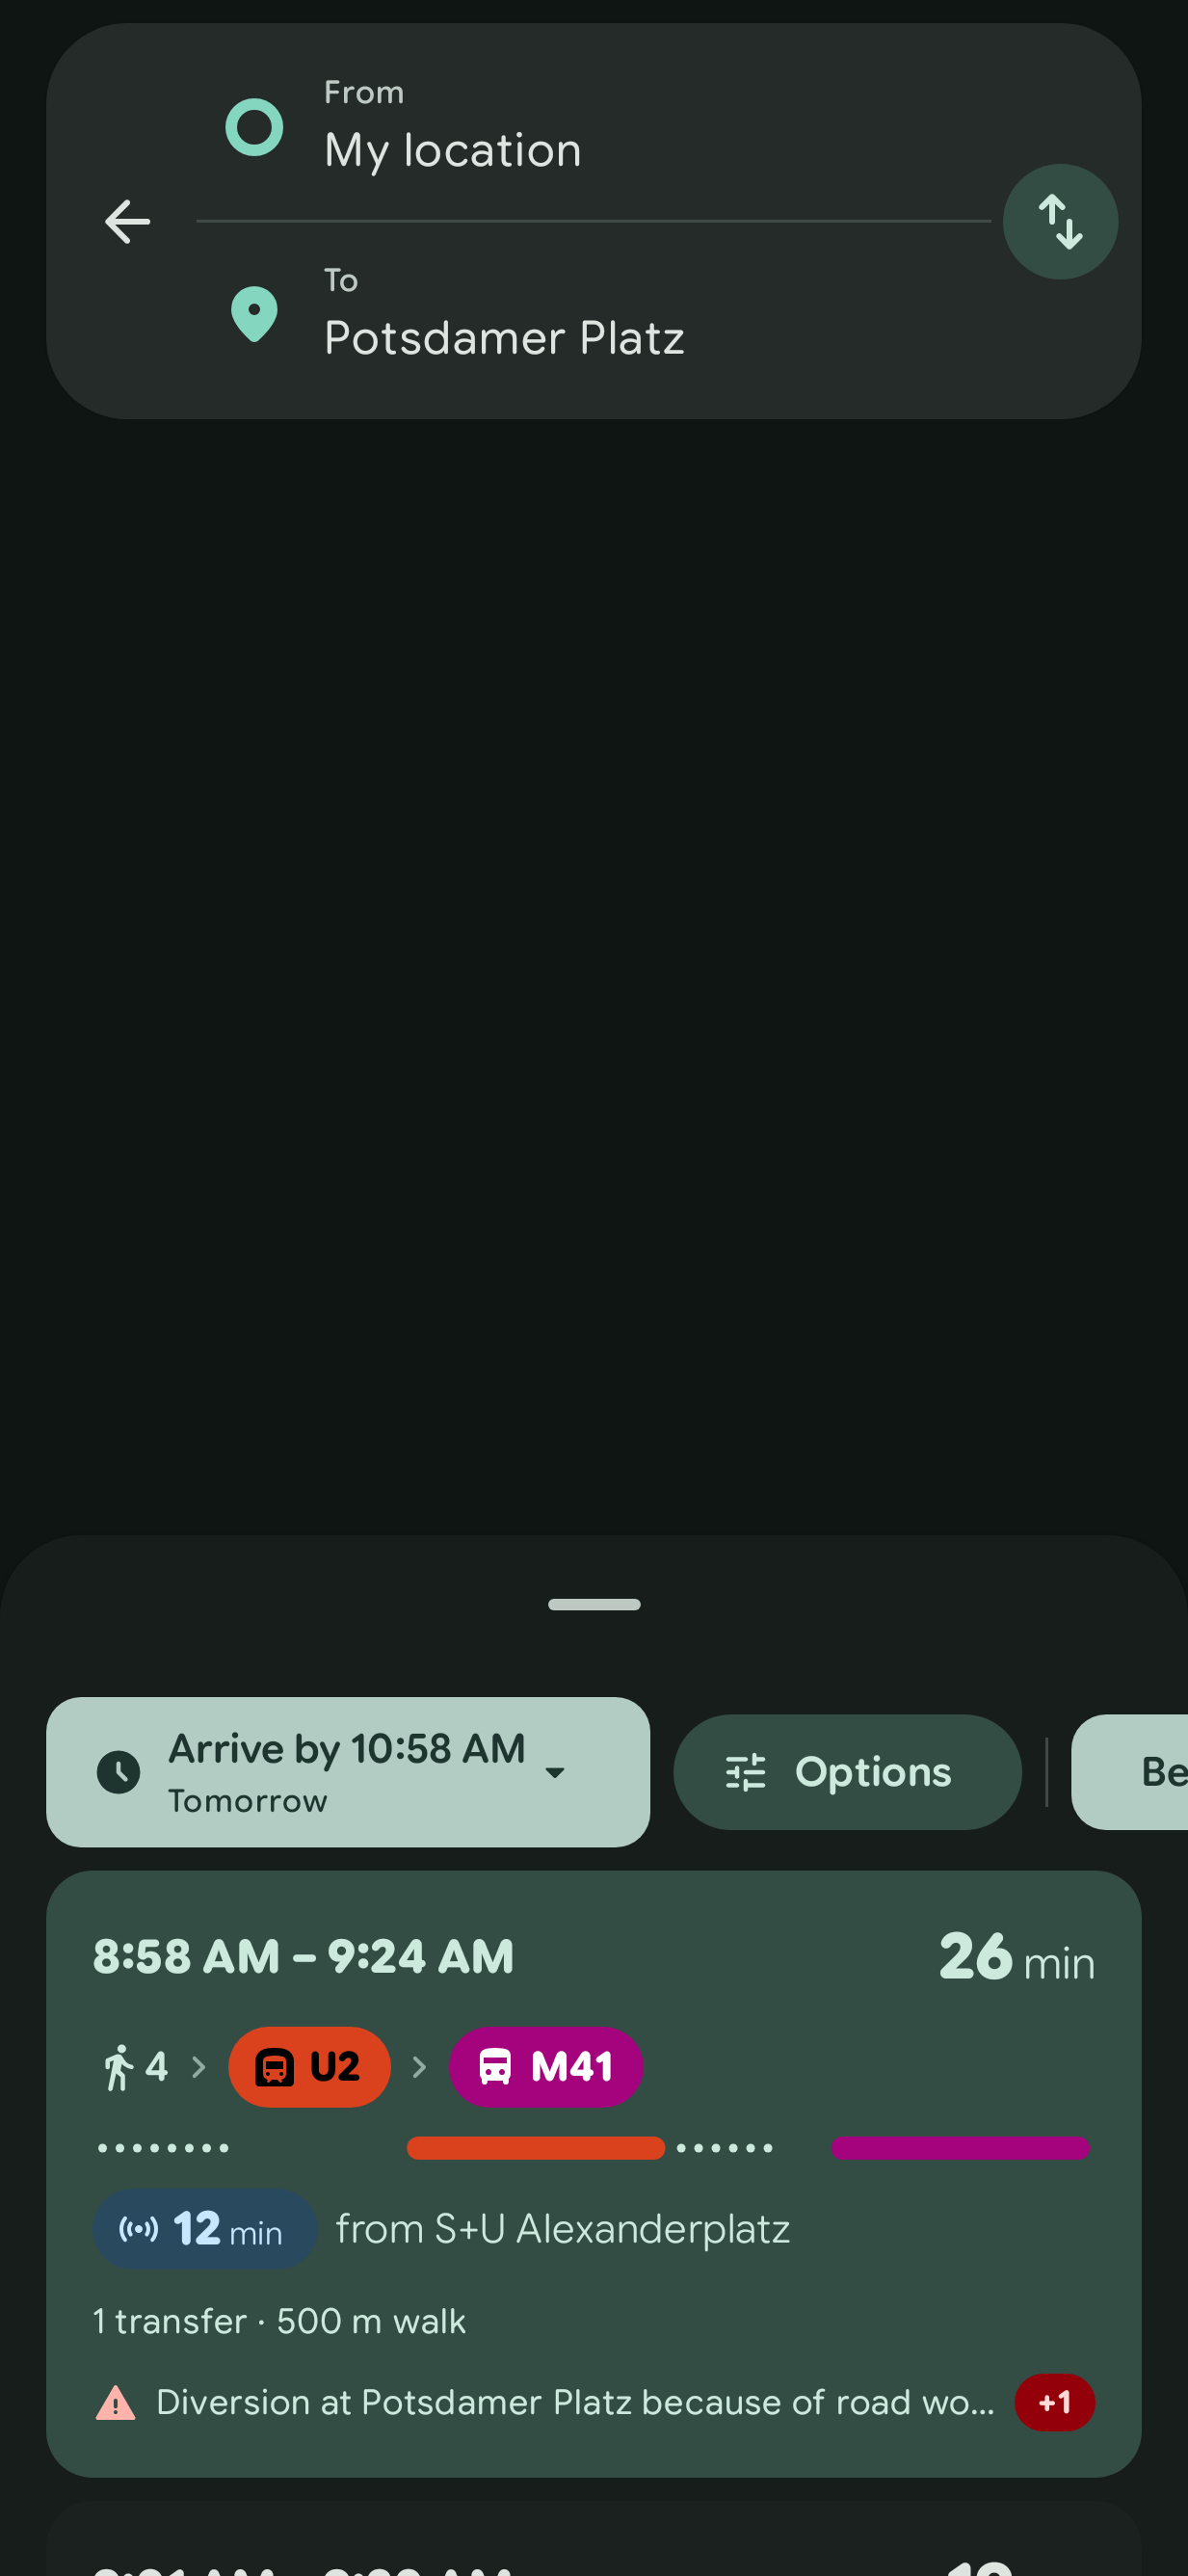 From
My location
To
Potsdamer Platz
Arrive by 10:58 AM
Tomorrow
Options
8:58 AM – 9:24 AM
26 min
4
U2
M41
12 min from S+U Alexanderplatz
1 transfer · 500 m walk
Diversion at Potsdamer Platz because of road wo...
+1